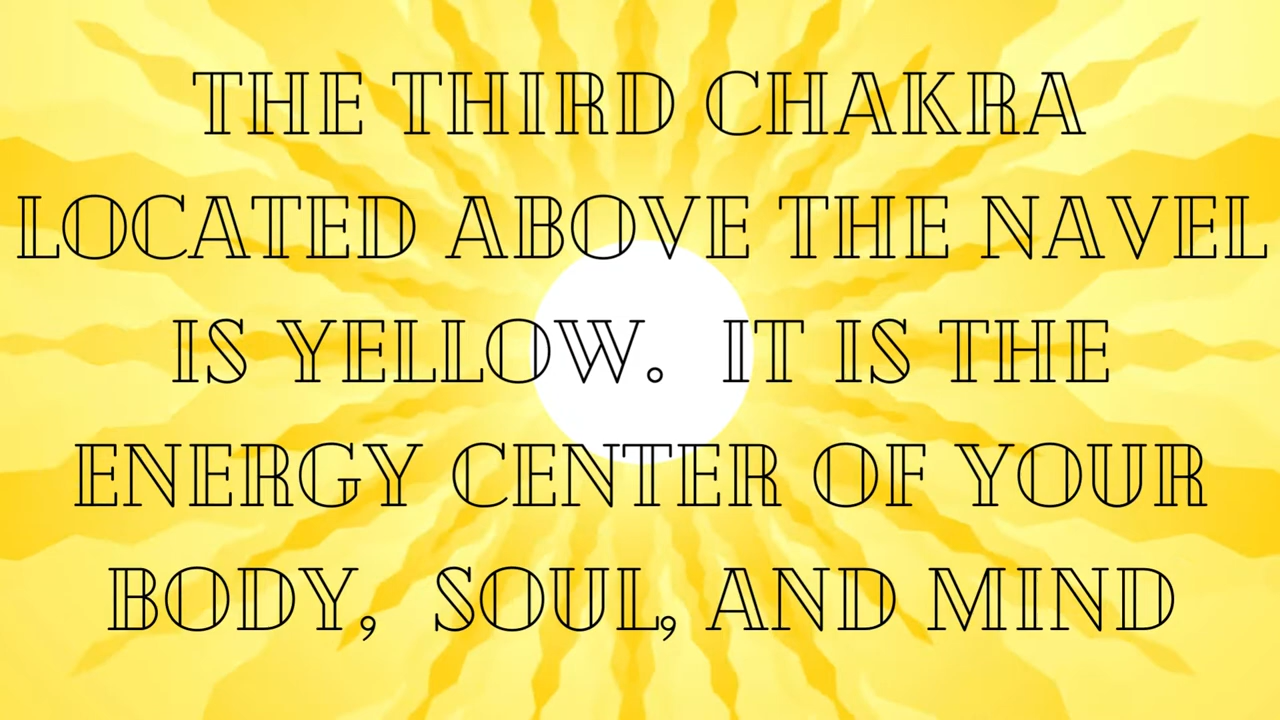 THE THIRD CHAKRA
LOCATED ABOVE THE NAVEL
IS YELLOW. IT IS THE
ENERGY CENTER OF YOUR
BODY, SOUL, AND MIND